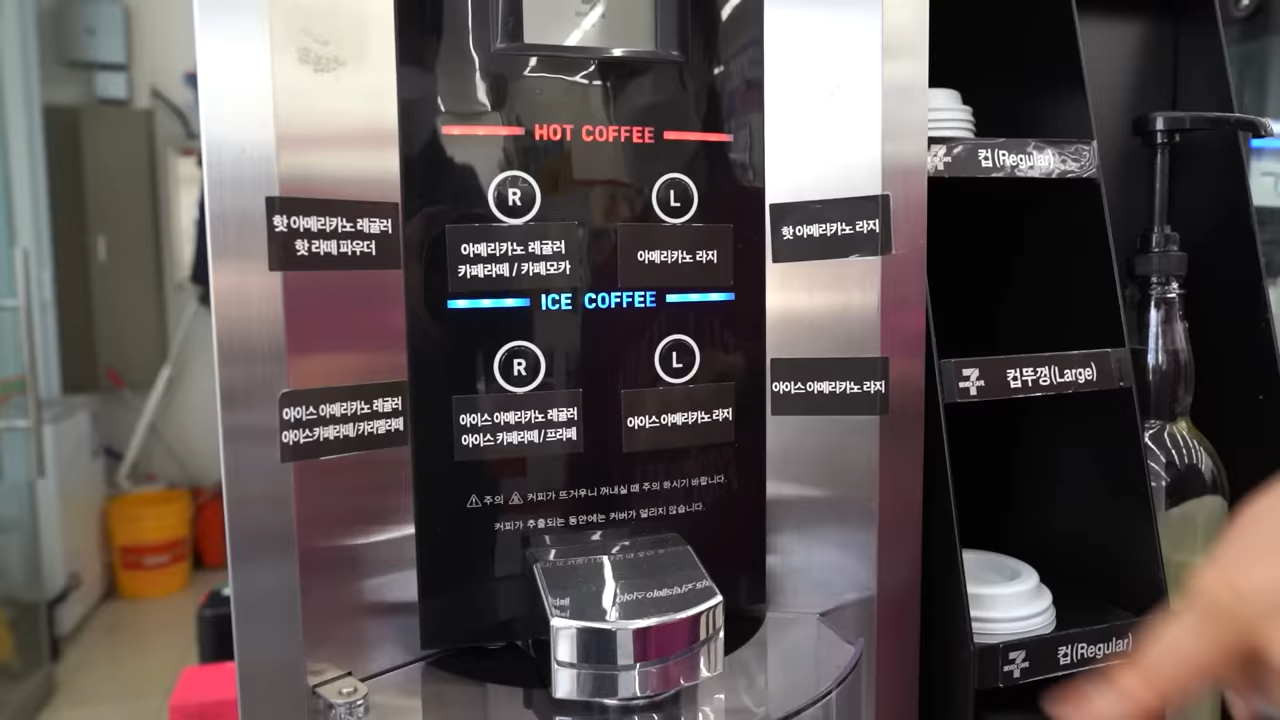 HOT COFFEE
R
L
핫 아메리카노 레귤러
핫 라떼 파우더
아메리카노 레귤러
카페라떼 / 카페모카
아메리카노 라지
핫 아메리카노 라지
ICE COFFEE
R
L
아이스 아메리카노 레귤러
아이스카페라떼/카라멜라떼
아이스 아메리카노 레귤러
아이스 카페라떼 / 프라페
아이스 아메리카노 라지
아이스 아메리카노 라지
주의 커피가 뜨거우니 꺼내실 때 주의 하시기 바랍니다.
커피가 추출되는 동안에는 커버가 열리지 않습니다.
컵(Regular)
7
SEVEN CAFE
컵뚜껑(Large)
7
SEVEN CAFE
컵(Regular)